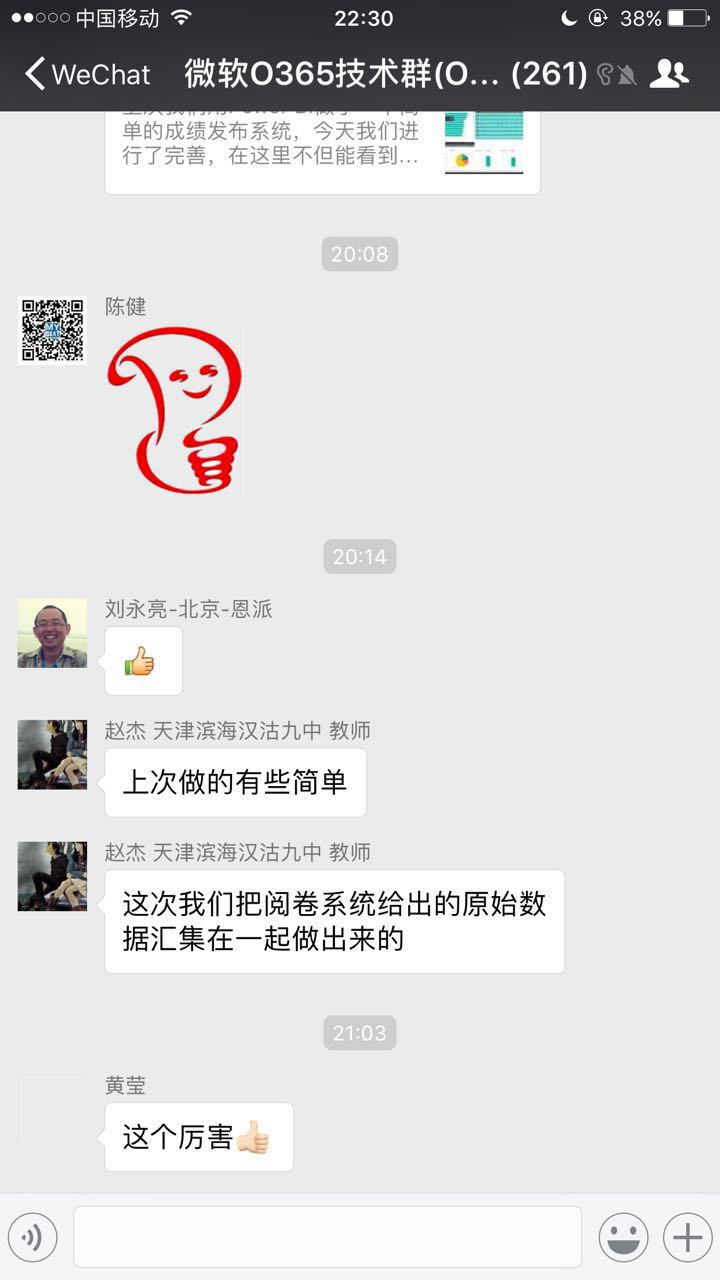 中国移动
22:30
38%
WeChat
微软O365技术群(O... (261)
单的成绩发布系统，今天我们进
行了完善，在这里不但能看到...
20:08
陈健
20:14
刘永亮-北京-恩派
赵杰 天津滨海汉沽九中 教师
上次做的有些简单
赵杰 天津滨海汉沽九中 教师
这次我们把阅卷系统给出的原始数
据汇集在一起做出来的
21:03
黄莹
这个厉害👍🏻